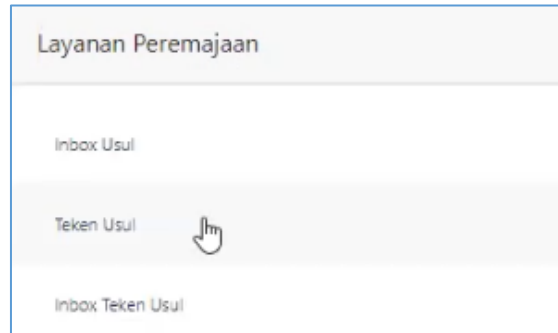 Layanan Peremajaan
Inbox Usul
Teken Usul
Inbox Teken Usul